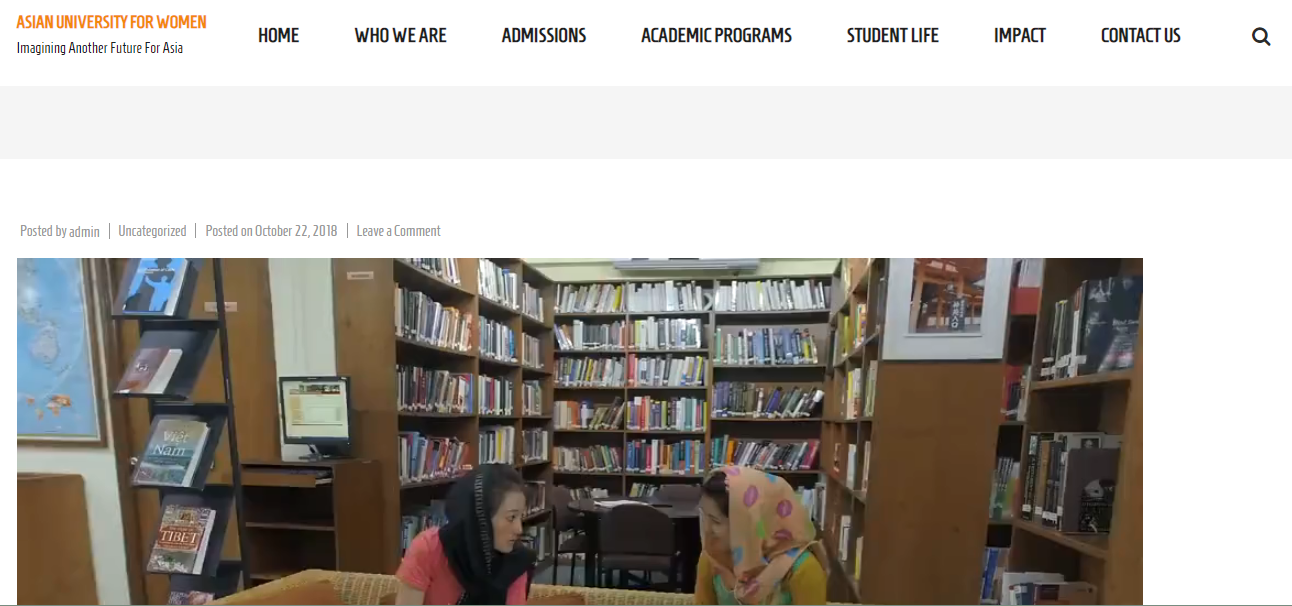 ASIAN UNIVERSITY FOR WOMEN
Imagining Another Future For Asia
HOME WHO WE ARE ADMISSIONS ACADEMIC PROGRAMS STUDENT LIFE IMPACT CONTACT US
Posted by admin | Uncategorized | Posted on October 22, 2018 | Leave a Comment
Việt
Nam
TIBET